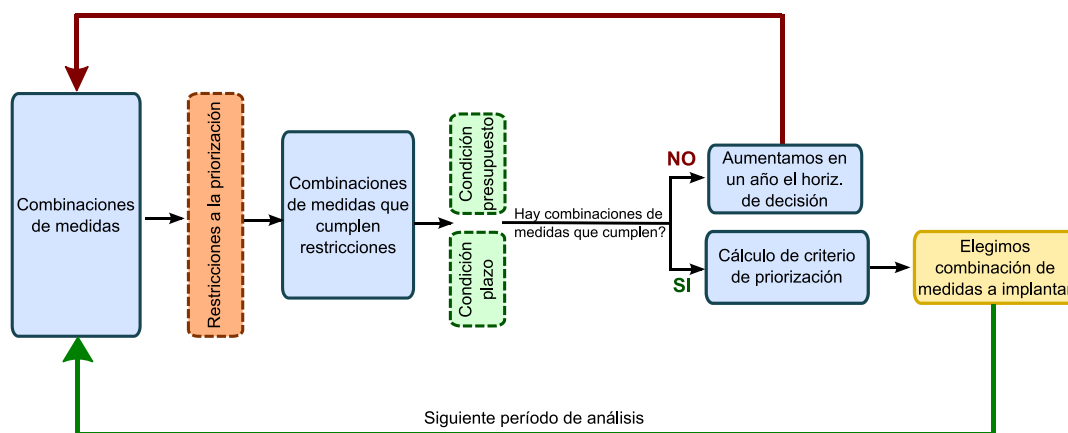 Combinaciones
de medidas
Restricciones a la priorización
Combinaciones
de medidas que
cumplen
restricciones
Condición
presupuesto
Condición
plazo
Hay combinaciones de
medidas que cumplen?
NO
Aumentamos en
un año el horiz.
de decisión
SI
Cálculo de criterio
de priorización
Elegimos
combinación de
medidas a implantar
Siguiente período de análisis